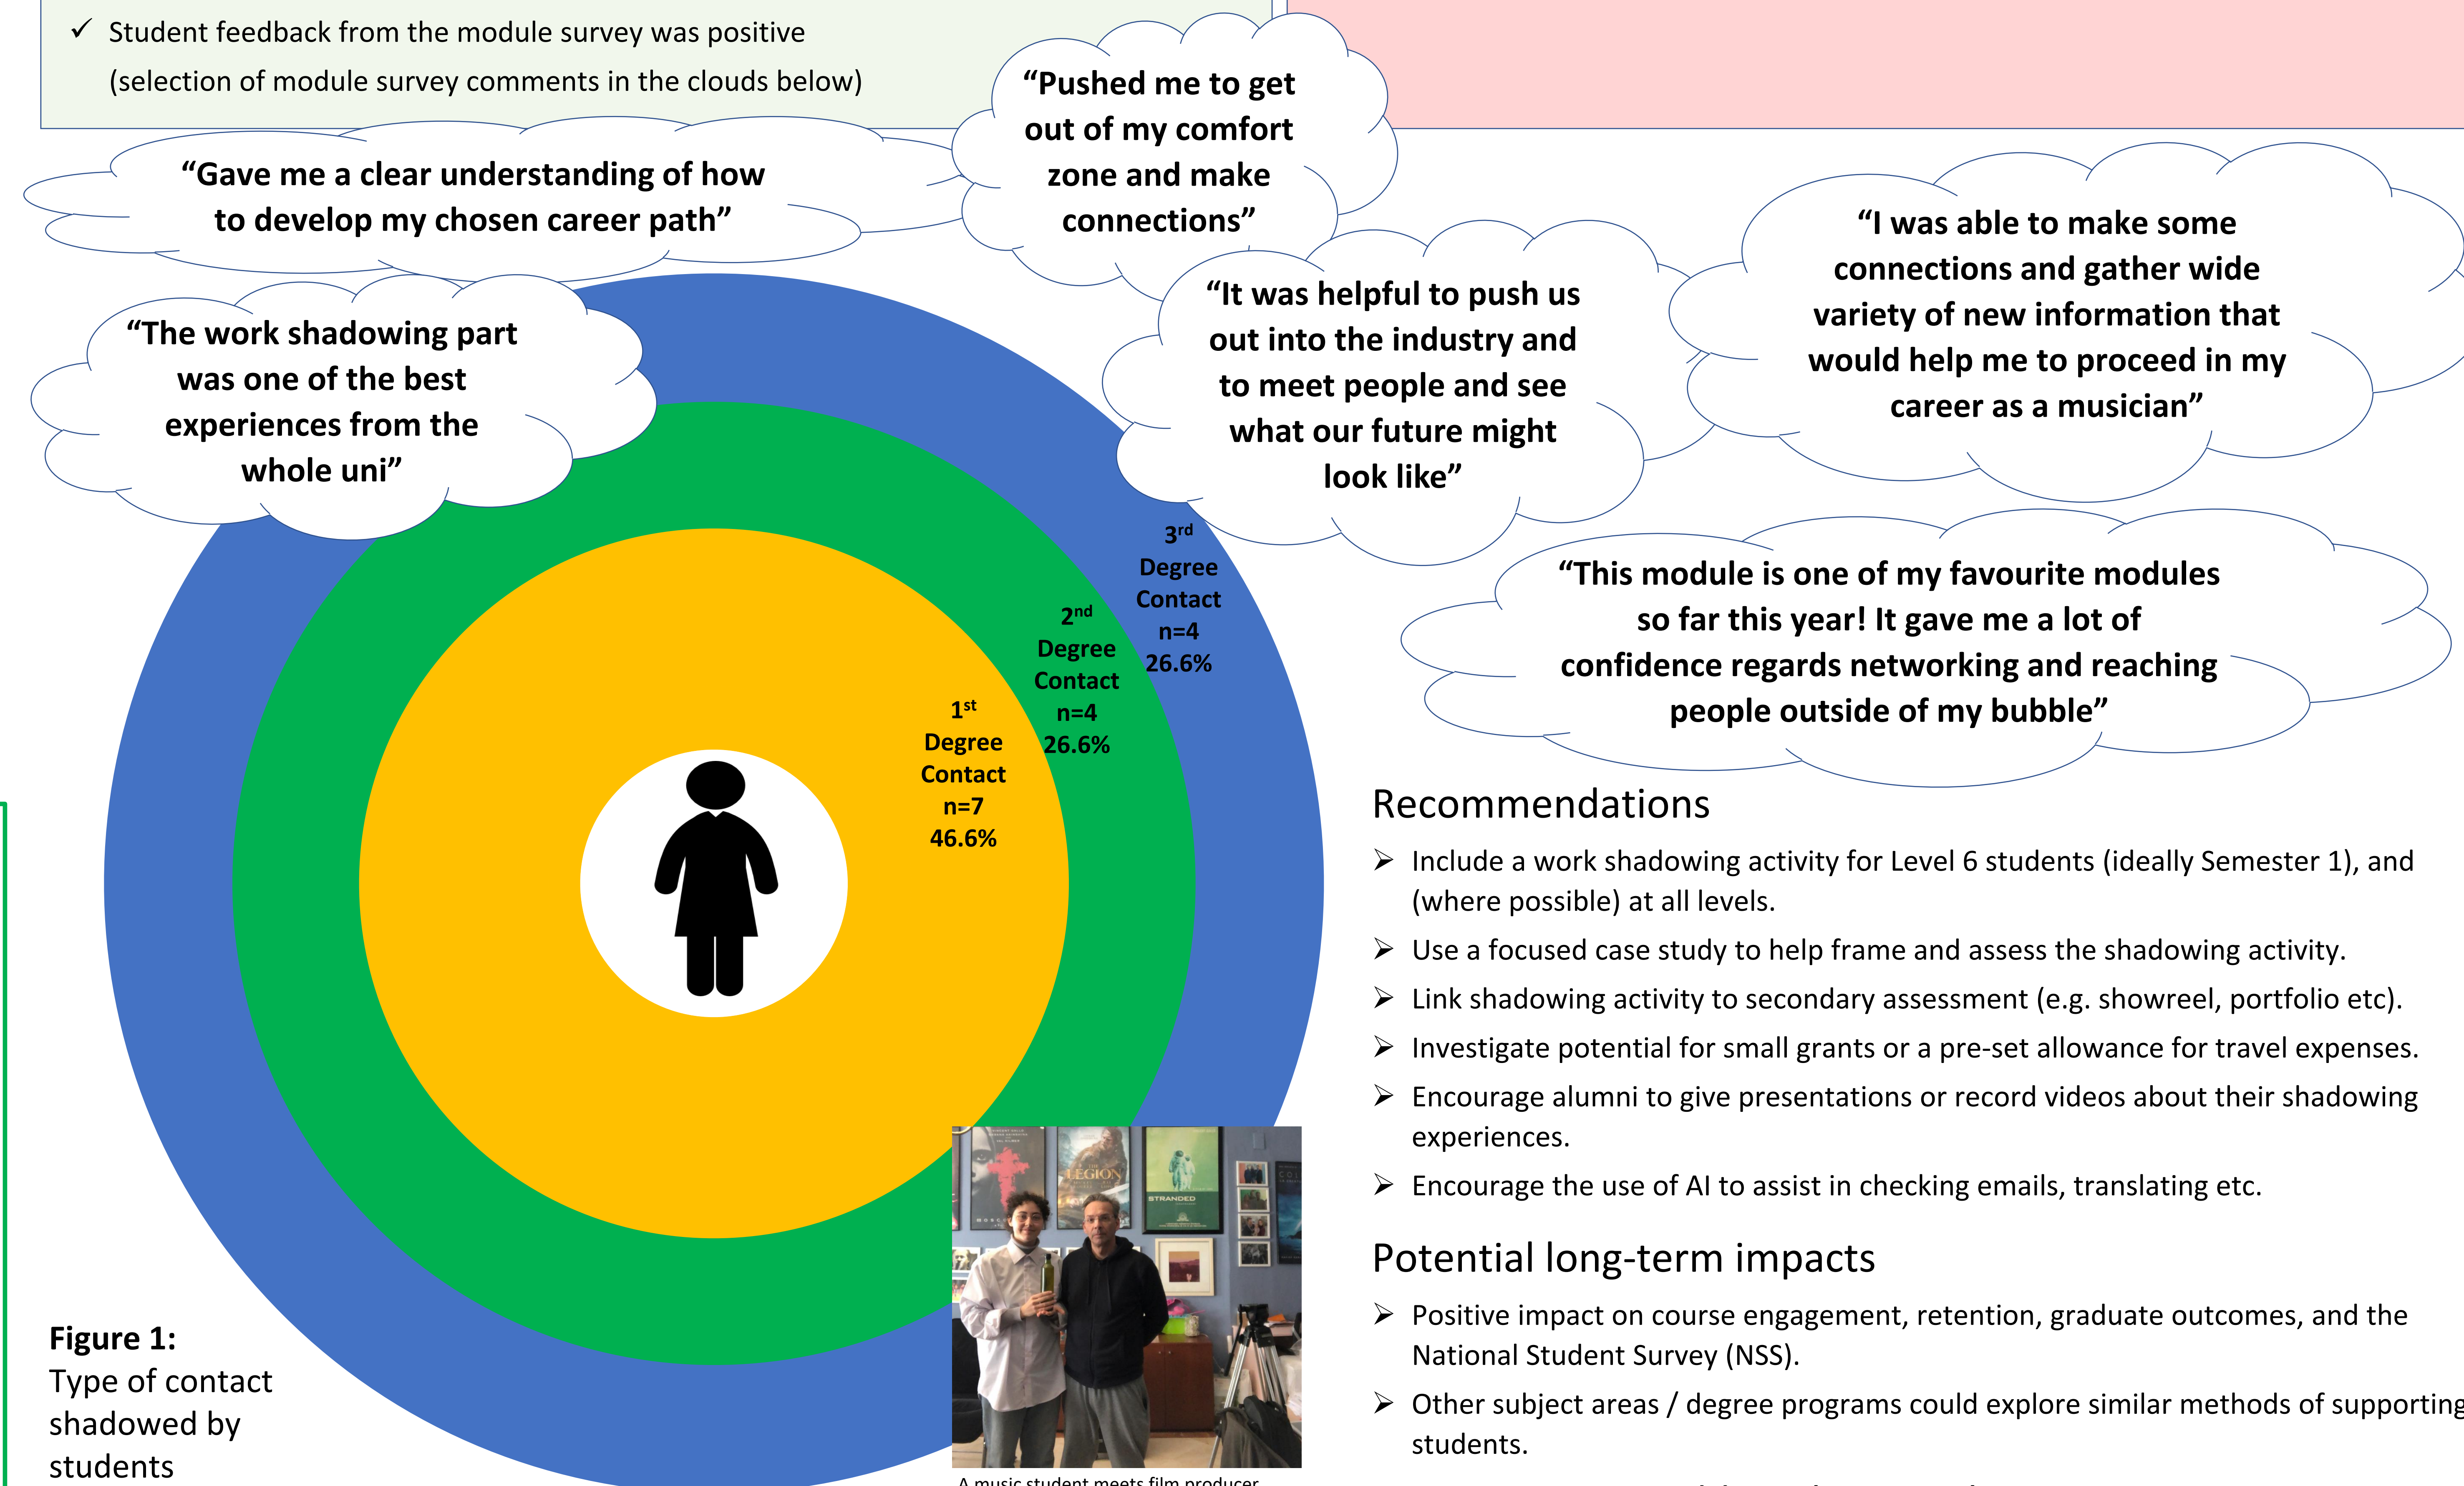 ✓ Student feedback from the module survey was positive
(selection of module survey comments in the clouds below)
“Gave me a clear understanding of how
to develop my chosen career path”
“Pushed me to get
out of my comfort
zone and make
connections”
“The work shadowing part
was one of the best
experiences from the
whole uni”
“It was helpful to push us
out into the industry and
to meet people and see
what our future might
look like”
“I was able to make some
connections and gather wide
variety of new information that
would help me to proceed in my
career as a musician”
“This module is one of my favourite modules
so far this year! It gave me a lot of
confidence regards networking and reaching
people outside of my bubble”
3rd
Degree
Contact
n=4
26.6%
2nd
Degree
Contact
n=4
26.6%
1st
Degree
Contact
n=7
46.6%
Figure 1:
Type of contact
shadowed by
students
LEGION
STRANDED
A music student meets film producer
Recommendations
➢ Include a work shadowing activity for Level 6 students (ideally Semester 1), and
(where possible) at all levels.
➢ Use a focused case study to help frame and assess the shadowing activity.
➢ Link shadowing activity to secondary assessment (e.g. showreel, portfolio etc).
➢ Investigate potential for small grants or a pre-set allowance for travel expenses.
➢ Encourage alumni to give presentations or record videos about their shadowing
experiences.
➢ Encourage the use of AI to assist in checking emails, translating etc.
Potential long-term impacts
➢ Positive impact on course engagement, retention, graduate outcomes, and the
National Student Survey (NSS).
➢ Other subject areas / degree programs could explore similar methods of supporting
students.